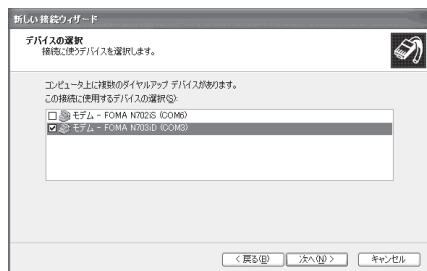 新しい接続ウィザード
デバイスの選択
接続に使うデバイスを選択します。
コンピュータ上に複数のダイヤルアップ デバイスがあります。
この接続に使用するデバイスの選択(S):
モデム - FOMA N702iS (COM6)
モデム - FOMA N703iD (COM3)
< 戻る(B)
次へ(N) >
キャンセル